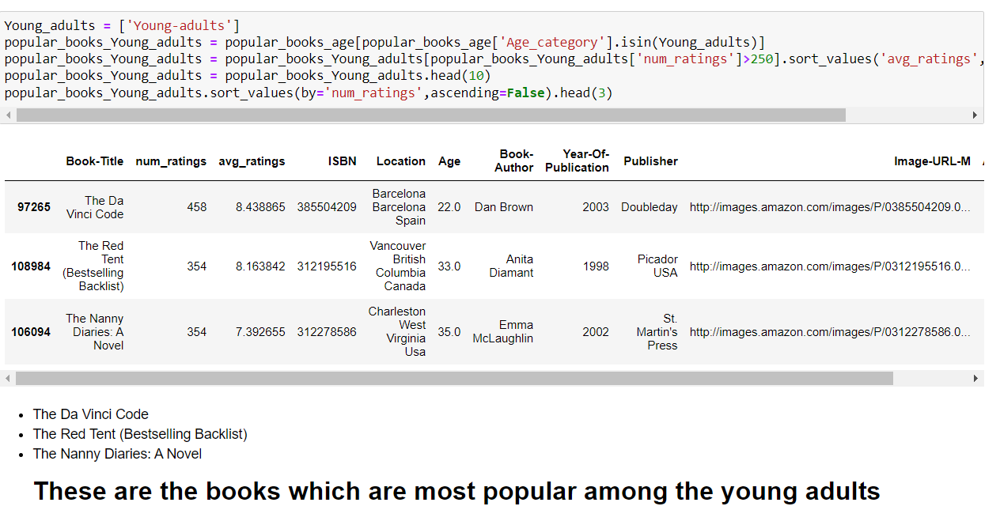 Young_adults = ['Young-adults']
popular_books_Young_adults = popular_books_age[popular_books_age['Age_category'].isin(Young_adults)]
popular_books_Young_adults = popular_books_Young_adults[popular_books_Young_adults['num_ratings']>250].sort_values('avg_ratings',
popular_books_Young_adults = popular_books_Young_adults.head(10)
popular_books_Young_adults.sort_values(by='num_ratings',ascending=False).head(3)
Book-Title num_ratings avg_ratings ISBN Location Age Book-Author Year-Of-Publication Publisher Image-URL-M
97265 The Da Vinci Code 458 8.438865 385504209 Barcelona Barcelona Spain 22.0 Dan Brown 2003 Doubleday http://images.amazon.com/images/P/0385504209.0...
108984 The Red Tent (Bestselling Backlist) 354 8.163842 312195516 Vancouver British Columbia Canada 33.0 Anita Diamant 1998 Picador USA http://images.amazon.com/images/P/0312195516.0...
106094 The Nanny Diaries: A Novel 354 7.392655 312278586 Charleston West Virginia Usa 35.0 Emma McLaughlin 2002 St. Martin's Press http://images.amazon.com/images/P/0312278586.0...
• The Da Vinci Code
• The Red Tent (Bestselling Backlist)
• The Nanny Diaries: A Novel
These are the books which are most popular among the young adults